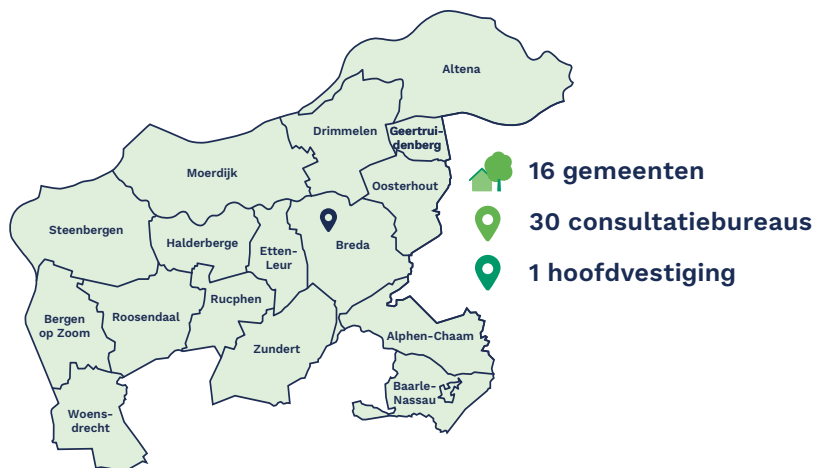 Altena
Drimmelen
Geertrui-
denberg
Moerdijk
Oosterhout
Steenbergen
Halderberge
Etten-
Leur
Breda
Bergen
op Zoom
Roosendaal
Rucphen
Zundert
Alphen-Chaam
Baarle-
Nassau
Woens-
drecht
16 gemeenten
30 consultatiebureaus
1 hoofdvestiging